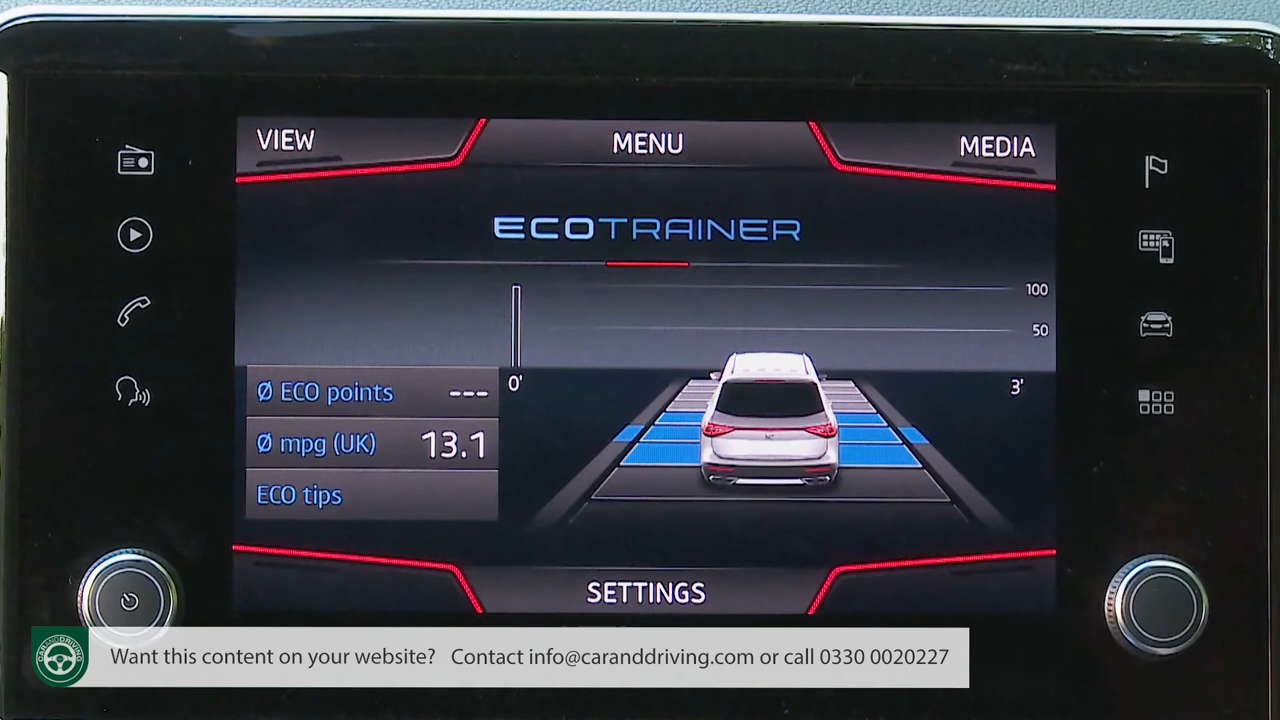 VIEW
MENU
MEDIA
ECOTRAINER
100
50
0'
3'
Ø ECO points ---
Ø mpg (UK) 13.1
ECO tips
SETTINGS
CARANDDRIVING
Want this content on your website? Contact info@caranddriving.com or call 0330 0020227